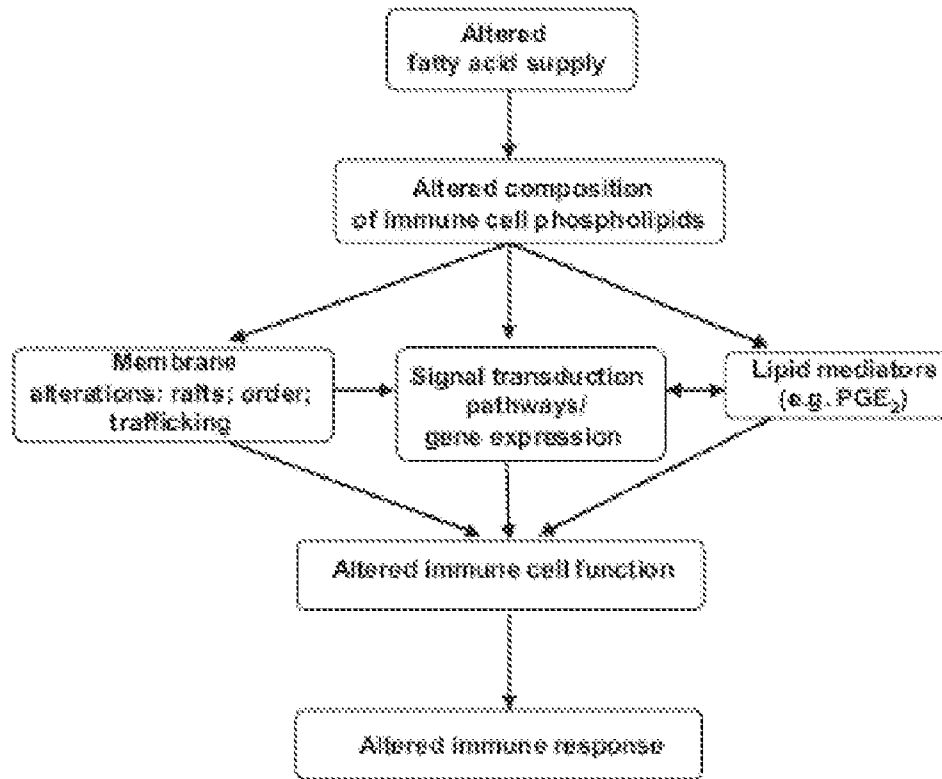 Altered
fatty acid supply
Altered composition
of immune cell phospholipids
Membrane
alterations: rafts; order;
trafficking
Signal transduction
pathways/
gene expression
Lipid mediators
(e.g. PGE₂)
Altered immune cell function
Altered immune response